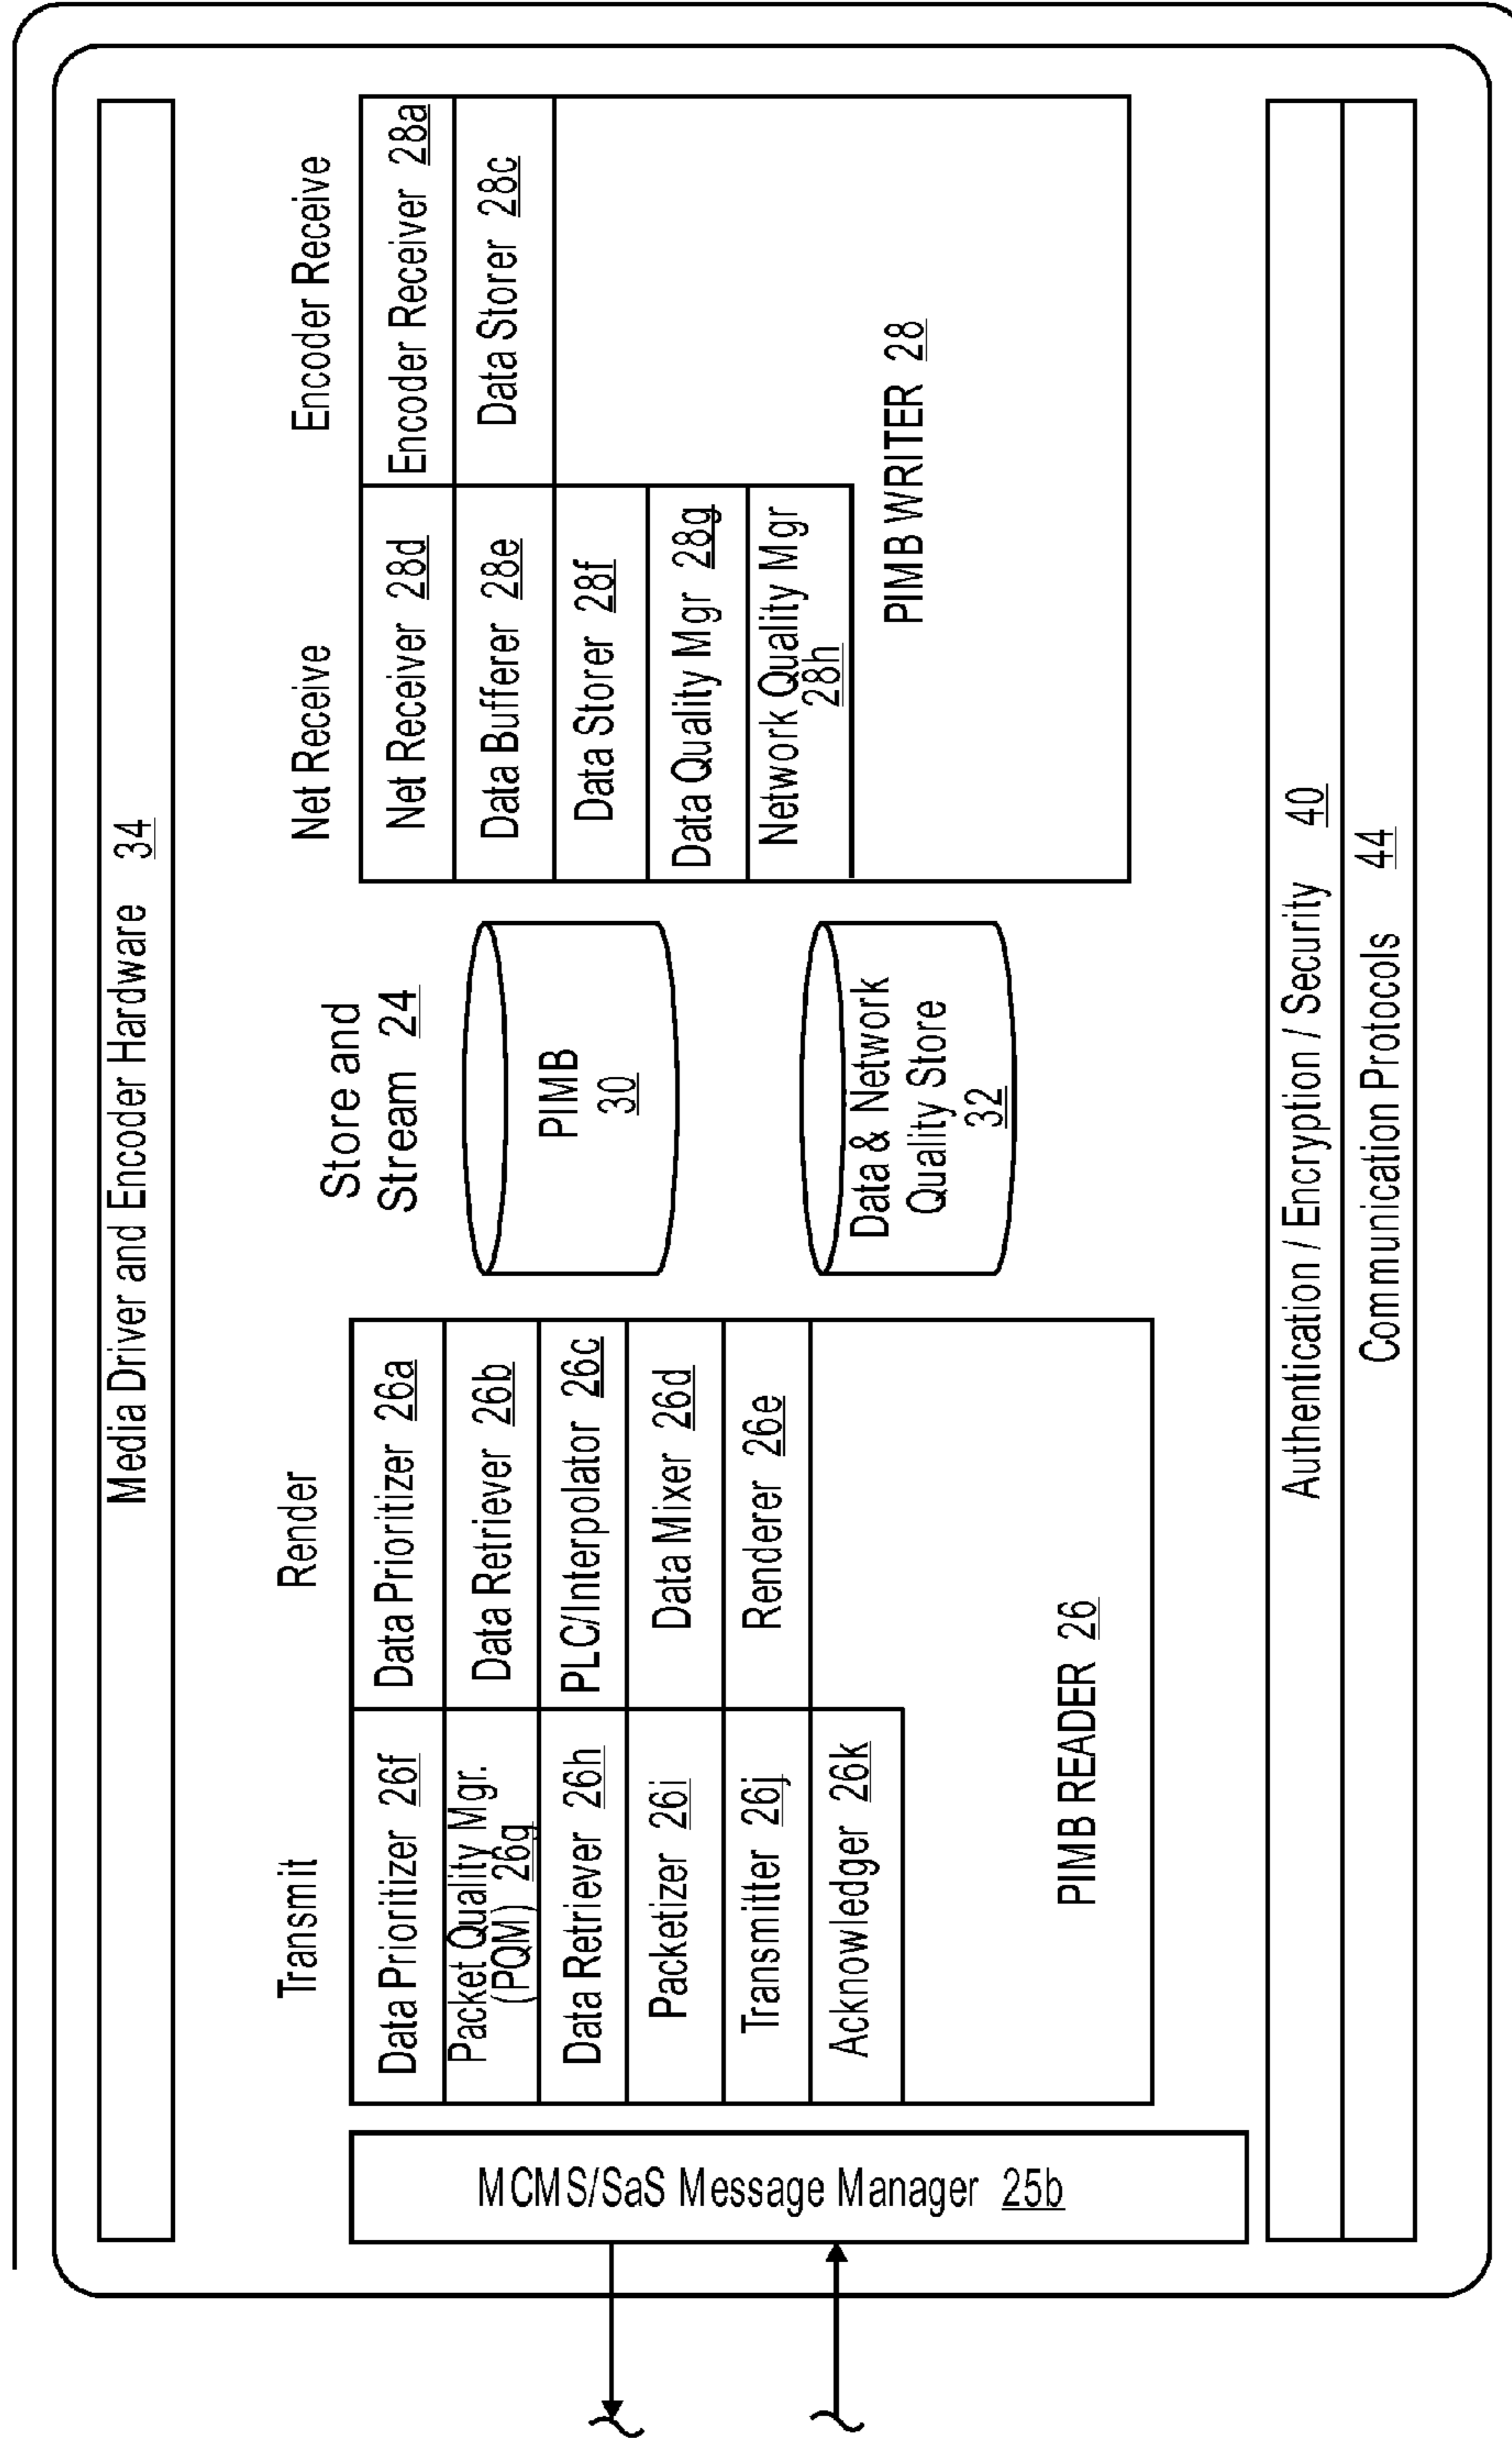 Media Driver and Encoder Hardware 34
Transmit
Render
Store and
Stream 24
Net Receive
Encoder Receive
MCMS/SaS Message Manager 25b
Data Prioritizer 26f
Packet Quality Mgr.
(PQM) 26g
Data Retriever 26h
Packetizer 26i
Transmitter 26j
Acknowledger 26k
Data Prioritizer 26a
Data Retriever 26b
PLC/Interpolator 26c
Data Mixer 26d
Renderer 26e
PIMB READER 26
PIMB
30
Data & Network
Quality Store
32
Net Receiver 28d
Data Bufferer 28e
Data Storer 28f
Data Quality Mgr 28g
Network Quality Mgr
28h
Encoder Receiver 28a
Data Storer 28c
PIMB WRITER 28
Authentication / Encryption / Security 40
Communication Protocols 44